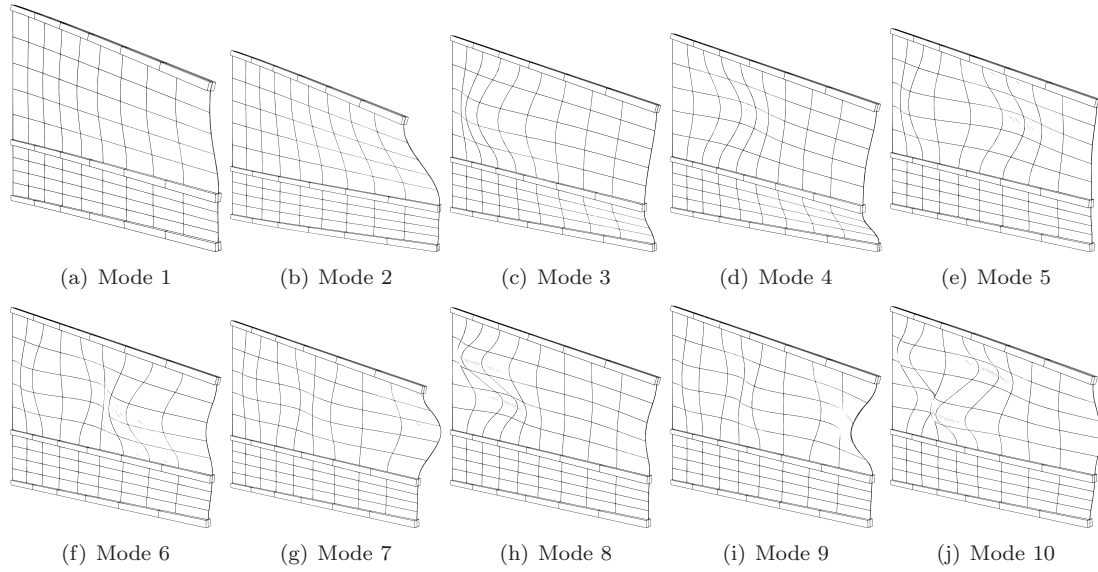 (a) Mode 1
(b) Mode 2
(c) Mode 3
(d) Mode 4
(e) Mode 5
(f) Mode 6
(g) Mode 7
(h) Mode 8
(i) Mode 9
(j) Mode 10